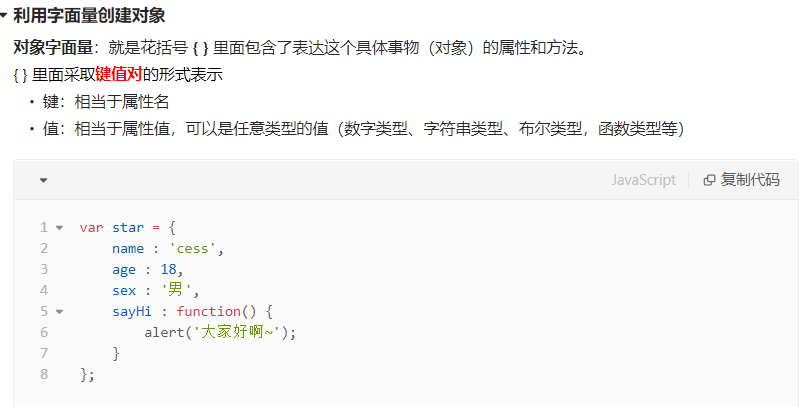 利用字面量创建对象
对象字面量：就是花括号 { } 里面包含了表达这个具体事物（对象）的属性和方法。
{ } 里面采取键值对的形式表示
• 键：相当于属性名
• 值：相当于属性值，可以是任意类型的值（数字类型、字符串类型、布尔类型，函数类型等）
JavaScript 复制代码
1 var star = {
2     name : 'cess',
3     age : 18,
4     sex : '男',
5     sayHi : function() {
6         alert('大家好啊~');
7     }
8 };